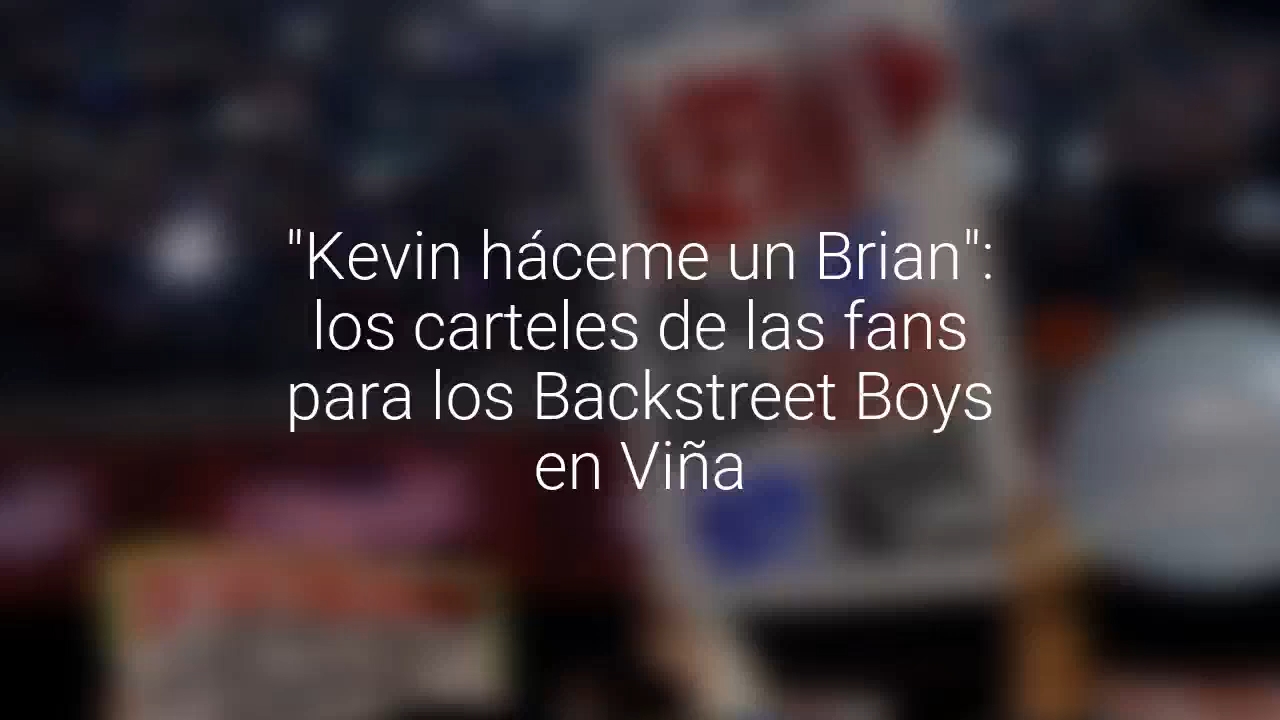 "Kevin háceme un Brian":
los carteles de las fans
para los Backstreet Boys
en Viña